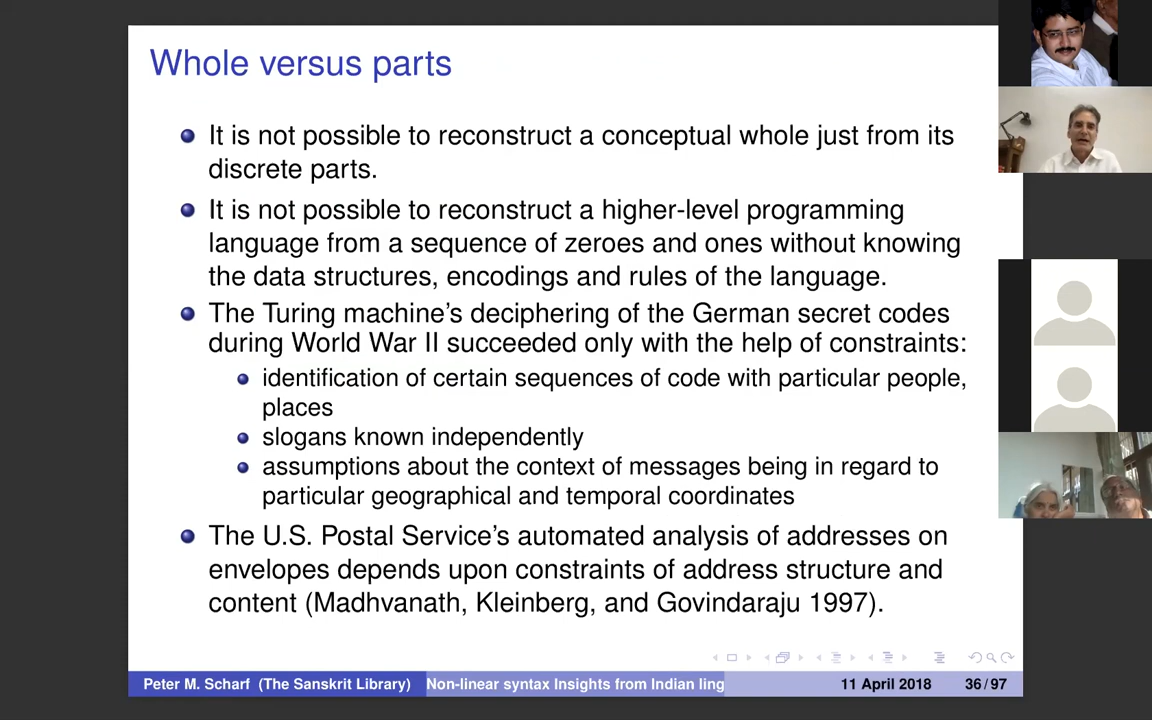 Whole versus parts
It is not possible to reconstruct a conceptual whole just from its
discrete parts.
It is not possible to reconstruct a higher-level programming
language from a sequence of zeroes and ones without knowing
the data structures, encodings and rules of the language.
The Turing machine's deciphering of the German secret codes
during World War II succeeded only with the help of constraints:
identification of certain sequences of code with particular people,
places
slogans known independently
assumptions about the context of messages being in regard to
particular geographical and temporal coordinates
The U.S. Postal Service's automated analysis of addresses on
envelopes depends upon constraints of address structure and
content (Madhvanath, Kleinberg, and Govindaraju 1997).
Peter M. Scharf (The Sanskrit Library) Non-linear syntax Insights from Indian ling 11 April 2018 36 / 97